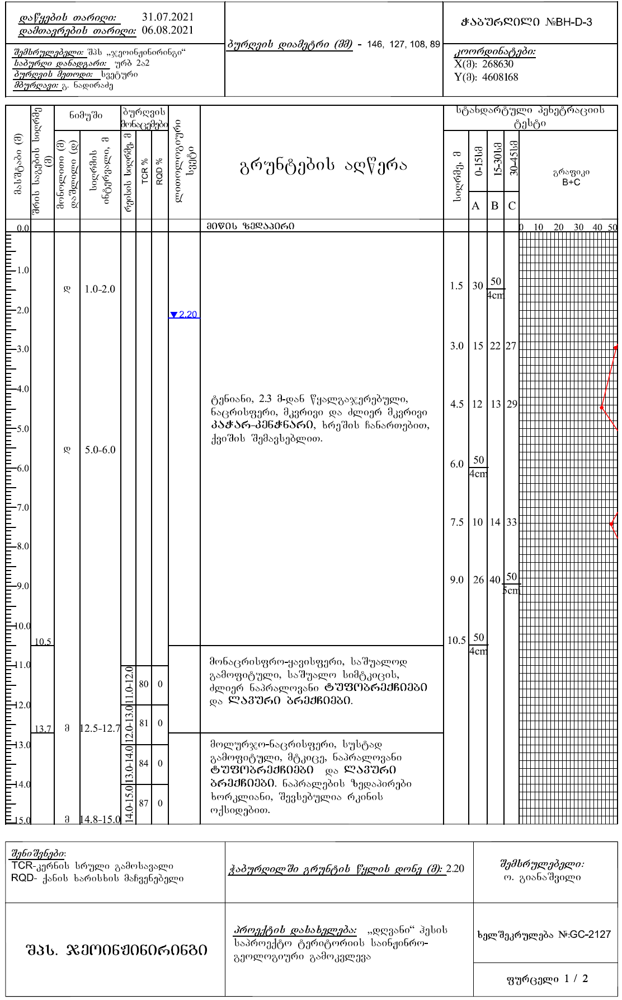 დაწყების თარიღი: 31.07.2021
დამთავრების თარიღი: 06.08.2021
შემსრულებელი: შპს „ჯეოინჟინირინგი“
საბურღი დანადგარი: ურბ 2ა2
ბურღვის მეთოდი: სვეტური
მბურღავი: გ. ნადირაძე
ბურღვის დიამეტრი (მმ) - 146, 127, 108, 89
ჭაბურღილი №BH-D-3
კოორდინატები:
X(მ): 268630
Y(მ): 4608168
მასშტაბი (მ)
შრის საგების სიღრმე (მ)
ნიმუში
მონოლითი (მ)
დაშლილი (დ)
სიღრმის
ინტერვალი, მ
ბურღვის
მონაცემები
რეისის სიღრმე, მ
TCR %
RQD %
ლითოლოგიური
სვეტი
გრუნტების აღწერა
სტანდარტული პენეტრაციის
ტესტი
სიღრმე, მ
0-15სმ
15-30სმ
30-45სმ
A B C
გრაფიკი
B+C
0.0
მიწის ზედაპირი
0 10 20 30 40 50
1.0
დ 1.0-2.0
1.5 30 50
4cm
2.0
2.20
3.0
3.0 15 22 27
4.0
4.5 12 13 29
ტენიანი, 2.3 მ-დან წყალგაჯერებული,
ნაცრისფერი, მკვრივი და ძლიერ მკვრივი
კაჭარ-კენჭნარი, ხრეშის ჩანართებით,
ქვიშის შემავსებლით.
5.0
დ 5.0-6.0
6.0
6.0 50
4cm
7.0
7.5 10 14 33
8.0
9.0
9.0 26 40 50
5cm
10.0
10.5
10.5 50
4cm
11.0
11.0-12.0 80 0
მონაცრისფრო-ყავისფერი, საშუალოდ
გამოფიტული, საშუალო სიმტკიცის,
ძლიერ ნაპრალოვანი ტუფობრექჩიები
და ლავური ბრექჩიები.
12.0
12.0-13.0 81 0
13.7 მ 12.5-12.7
13.0
13.0-14.0 84 0
მოლურჯო-ნაცრისფერი, სუსტად
გამოფიტული, მტკიცე, ნაპრალოვანი
ტუფობრექჩიები და ლავური
ბრექჩიები. ნაპრალების ზედაპირები
ხორკლიანი, შევსებულია რკინის
ოქსიდებით.
14.0
14.0-15.0 87 0
15.0 მ 14.8-15.0
შენიშვნები:
TCR-კერნის სრული გამოსავალი
RQD- ქანის ხარისხის მაჩვენებელი
ჭაბურღილში გრუნტის წყლის დონე (მ): 2.20
შემსრულებელი:
ო. გიანაშვილი
შპს. ჯეოინჟინირინგი
პროექტის დასახელება: „დღვანი“ ჰესის
საპროექტო ტერიტორიის საინჟინრო-
გეოლოგიური გამოკვლევა
ხელშეკრულება №:GC-2127
ფურცელი 1 / 2